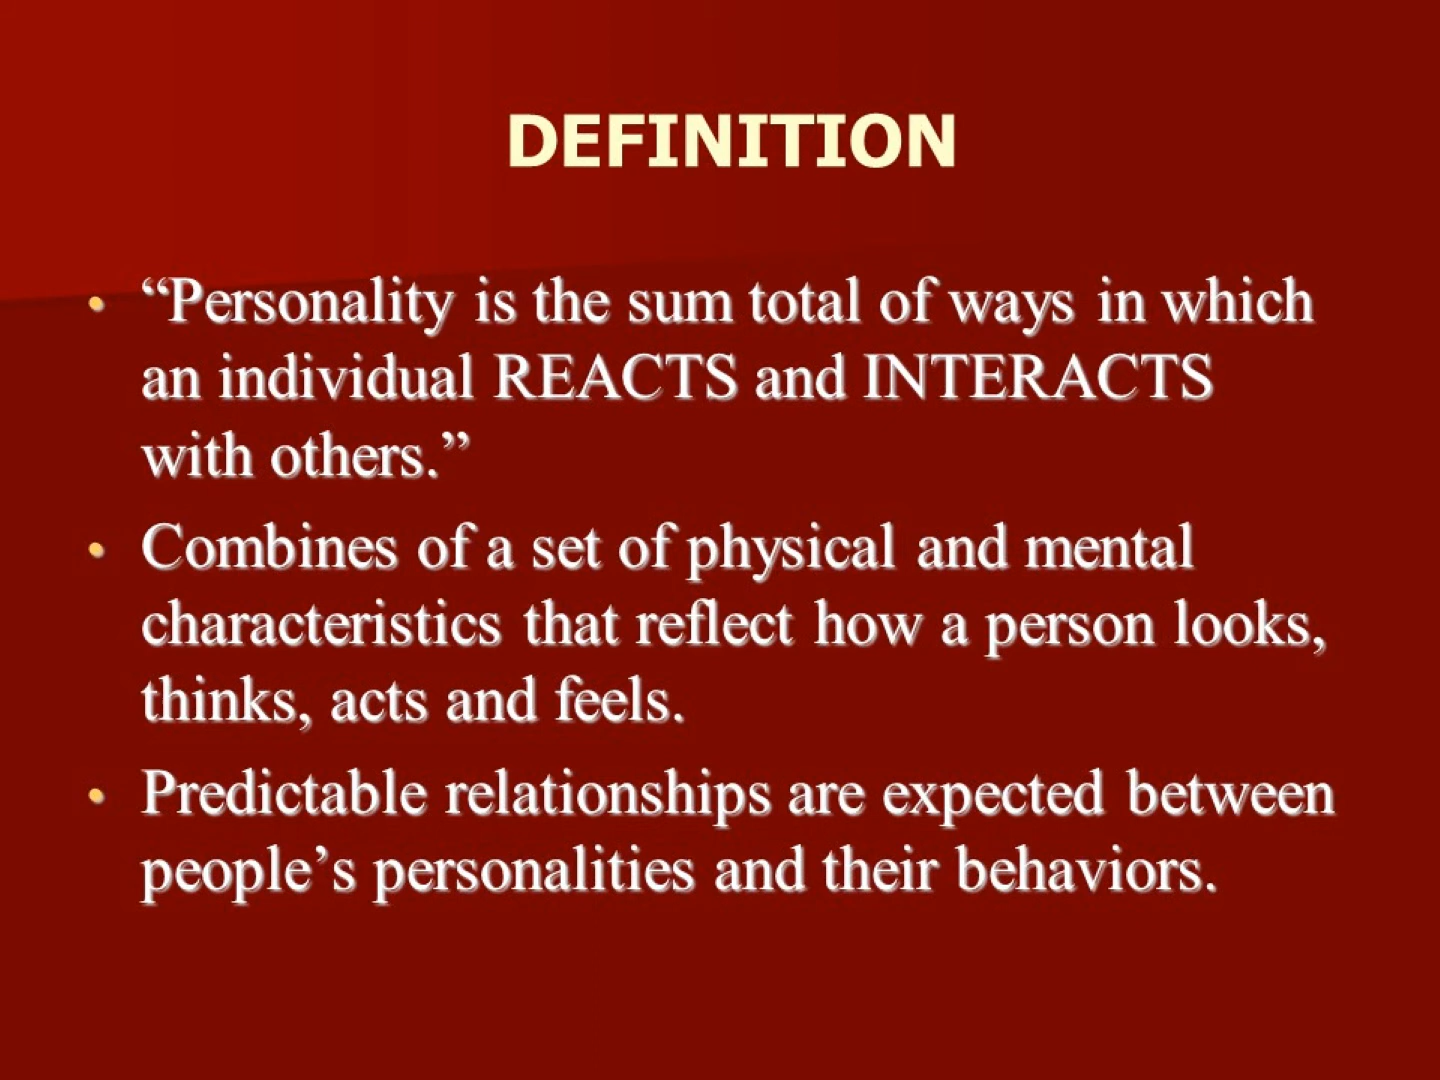 DEFINITION
• “Personality is the sum total of ways in which
an individual REACTS and INTERACTS
with others.”
• Combines of a set of physical and mental
characteristics that reflect how a person looks,
thinks, acts and feels.
• Predictable relationships are expected between
people’s personalities and their behaviors.